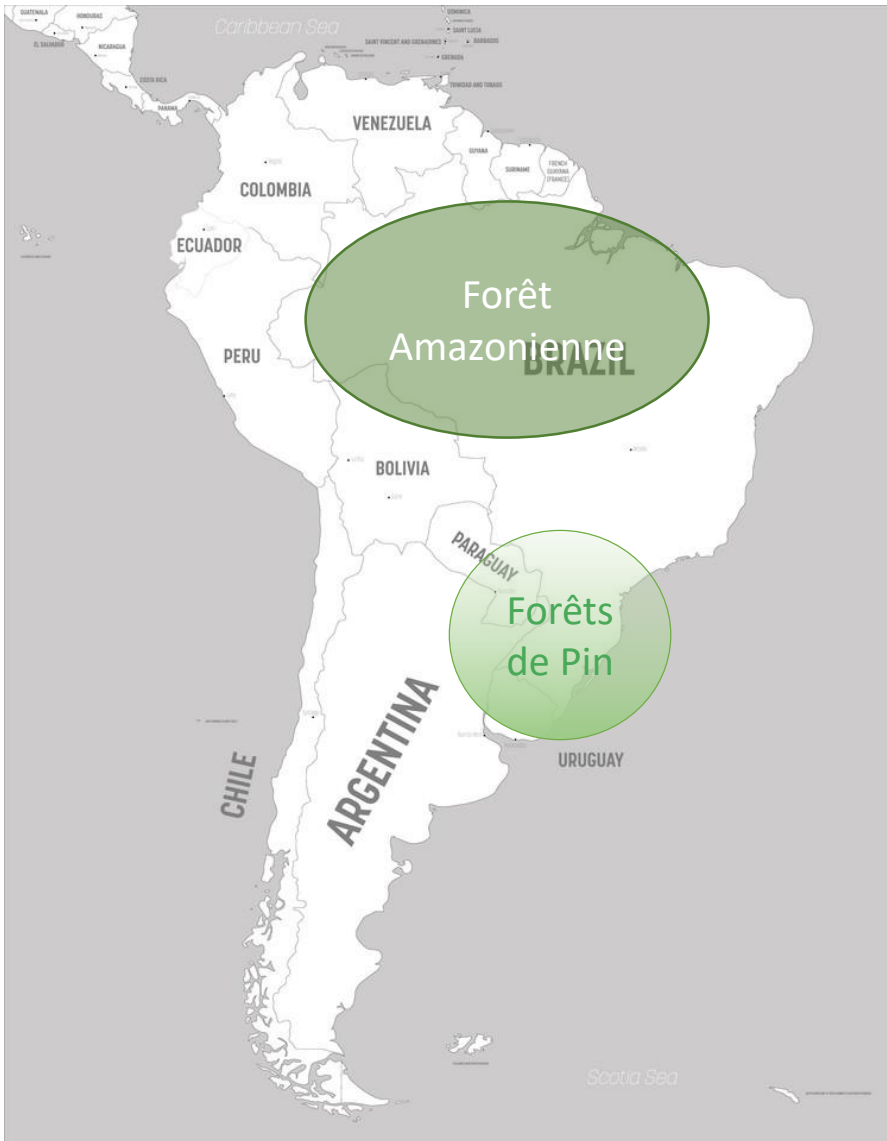 GUATEMALA
HONDURAS
EL SALVADOR
NICARAGUA
COSTA RICA
PANAMA
Caribbean Sea
DOMINICA
SAINT LUCIA
SAINT VINCENT AND GRENADINES
BARBADOS
GRENADA
TRINIDAD AND TOBAGO
VENEZUELA
GUYANA
SURINAME
FRENCH
GUAYANA
(FRANCE)
COLOMBIA
ECUADOR
Forêt
Amazonienne
BRAZIL
PERU
BOLIVIA
PARAGUAY
Forêts
de Pin
ARGENTINA
CHILE
URUGUAY
Scotia Sea